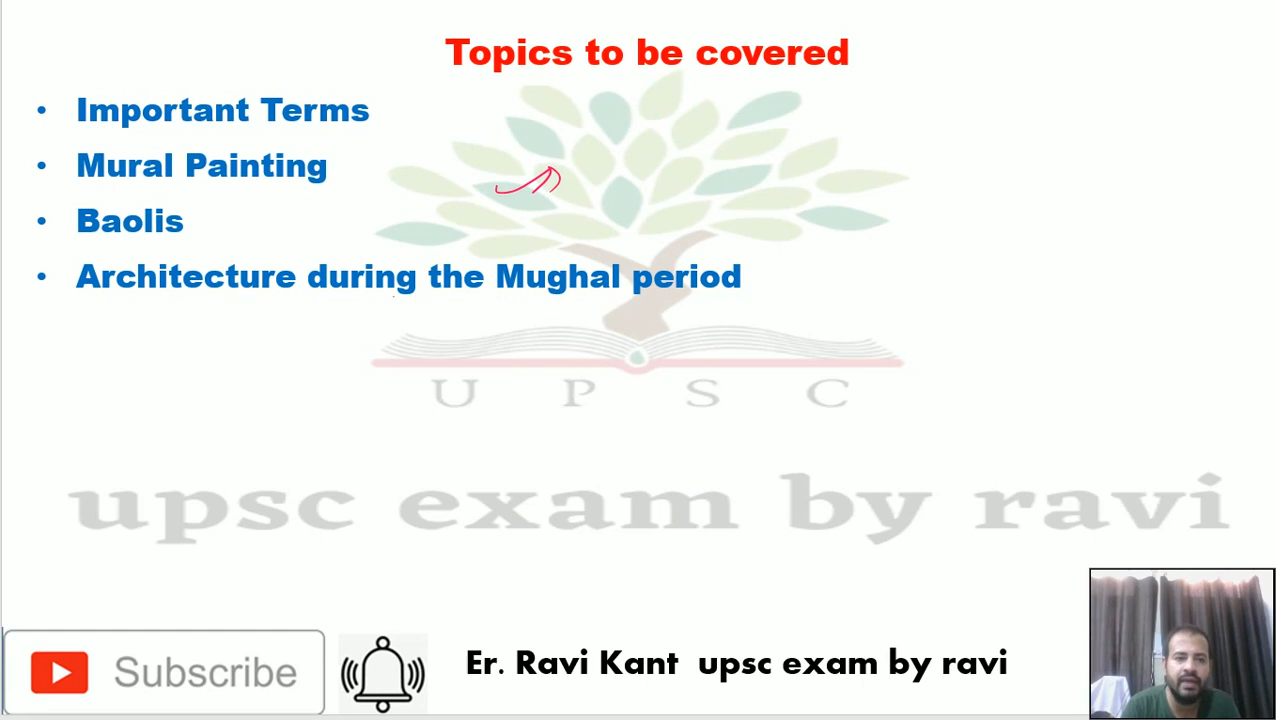 Topics to be covered
• Important Terms
• Mural Painting
• Baolis
• Architecture during the Mughal period
U P S C
upsc exam by ravi
Subscribe
Er. Ravi Kant upsc exam by ravi